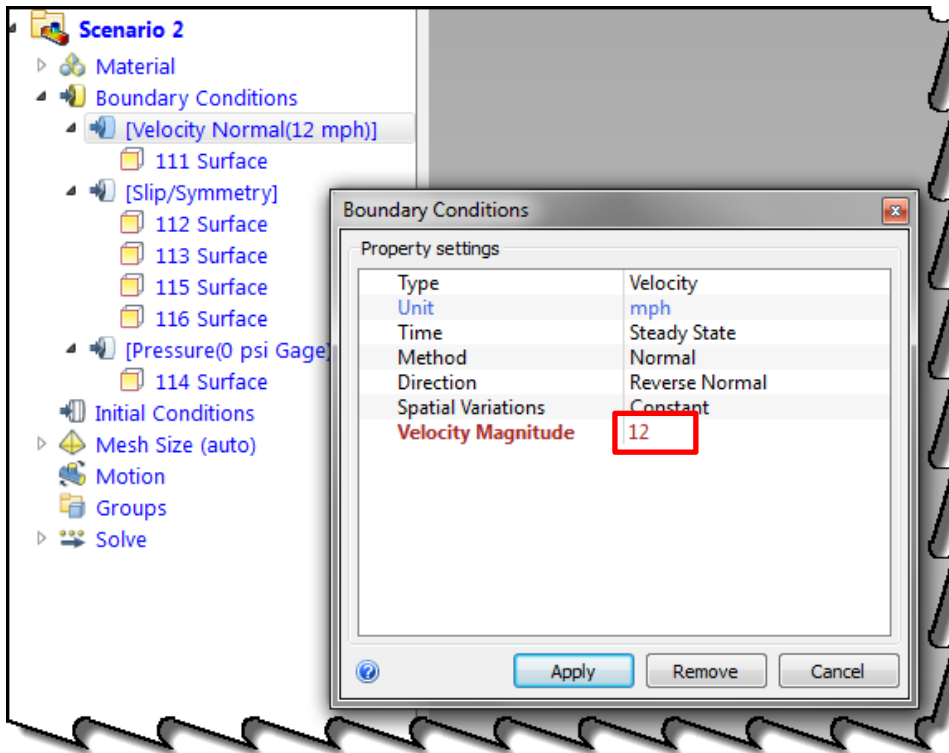 Scenario 2
Material
Boundary Conditions
[Velocity Normal(12 mph)]
111 Surface
[Slip/Symmetry]
112 Surface
113 Surface
115 Surface
116 Surface
[Pressure(0 psi Gage)
114 Surface
Initial Conditions
Mesh Size (auto)
Motion
Groups
Solve
Boundary Conditions
Property settings
Type Velocity
Unit mph
Time Steady State
Method Normal
Direction Reverse Normal
Spatial Variations Constant
Velocity Magnitude 12
Apply Remove Cancel